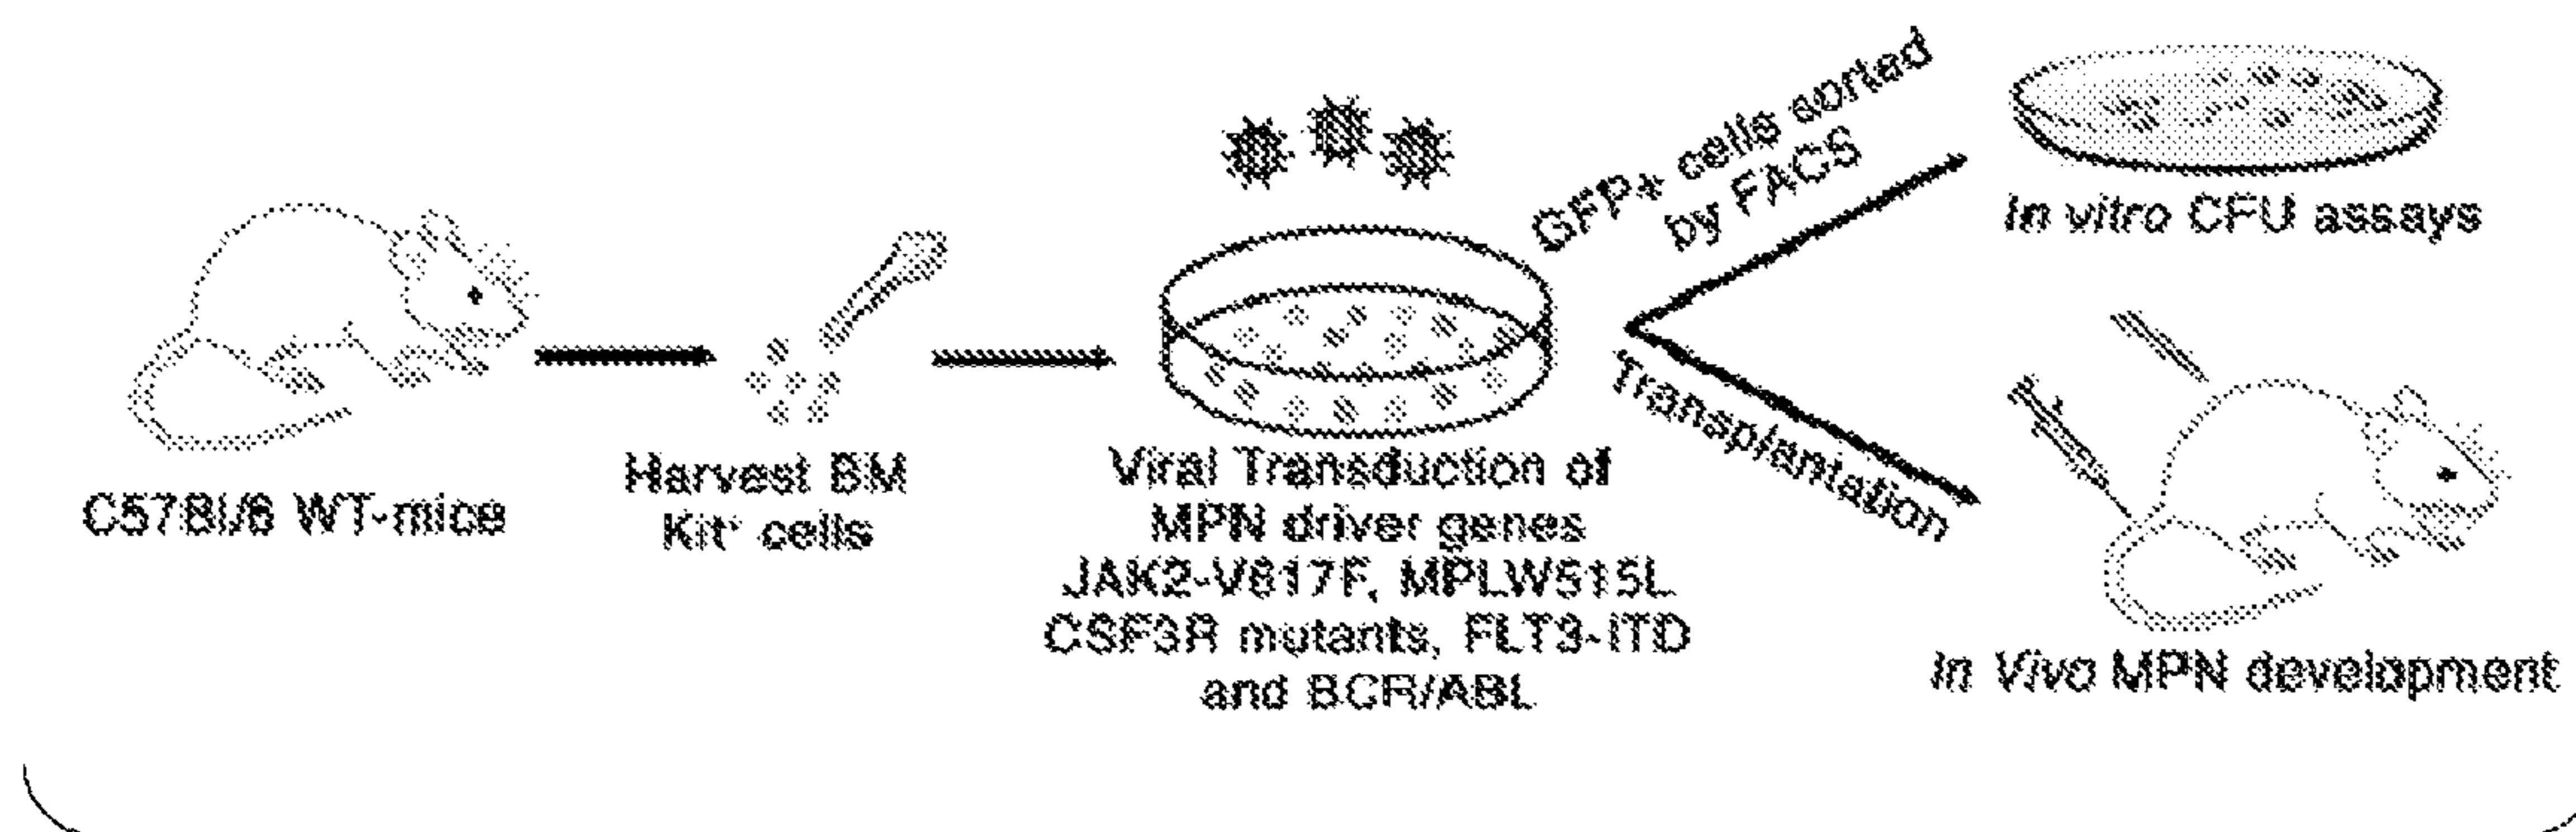 C57Bl/6 WT-mice
Harvest BM
Kit+ cells
Viral Transduction of
MPN driver genes
JAK2-V617F, MPLW515L
CSF3R mutants, FLT3-ITD
and BCR/ABL
GFP+ cells sorted
by FACS
Transplantation
In vitro CFU assays
In Vivo MPN development